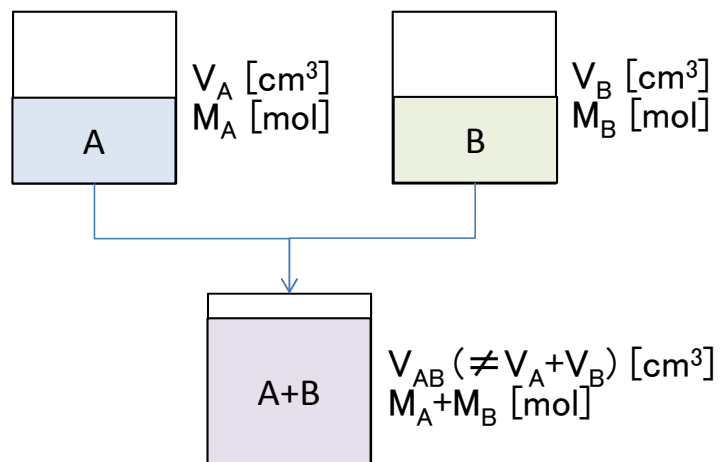 V_A [cm³]
M_A [mol]
A
V_B [cm³]
M_B [mol]
B
V_AB (≠V_A+V_B) [cm³]
M_A+M_B [mol]
A+B